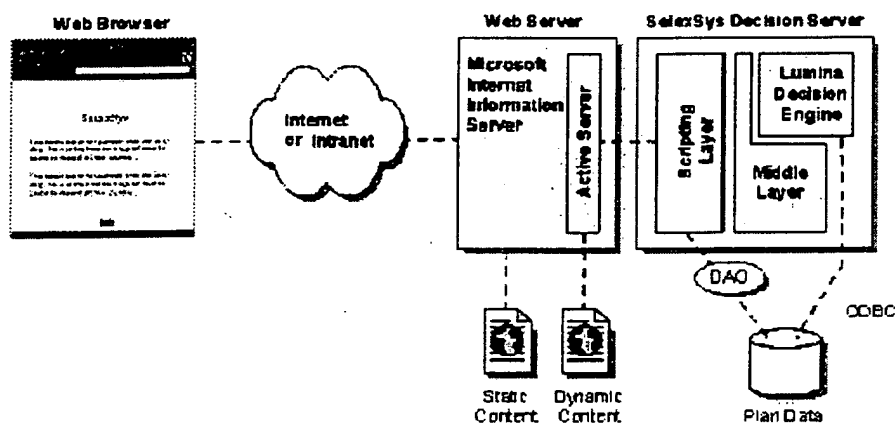 Web Browser
Web Server
SelexSys Decision Server
Internet
or Intranet
Microsoft
Internet
Information
Server
Active Server
Scripting
Layer
Lumina
Decision
Engine
Middle
Layer
DAO
ODBC
Static
Content
Dynamic
Content
Plan Data